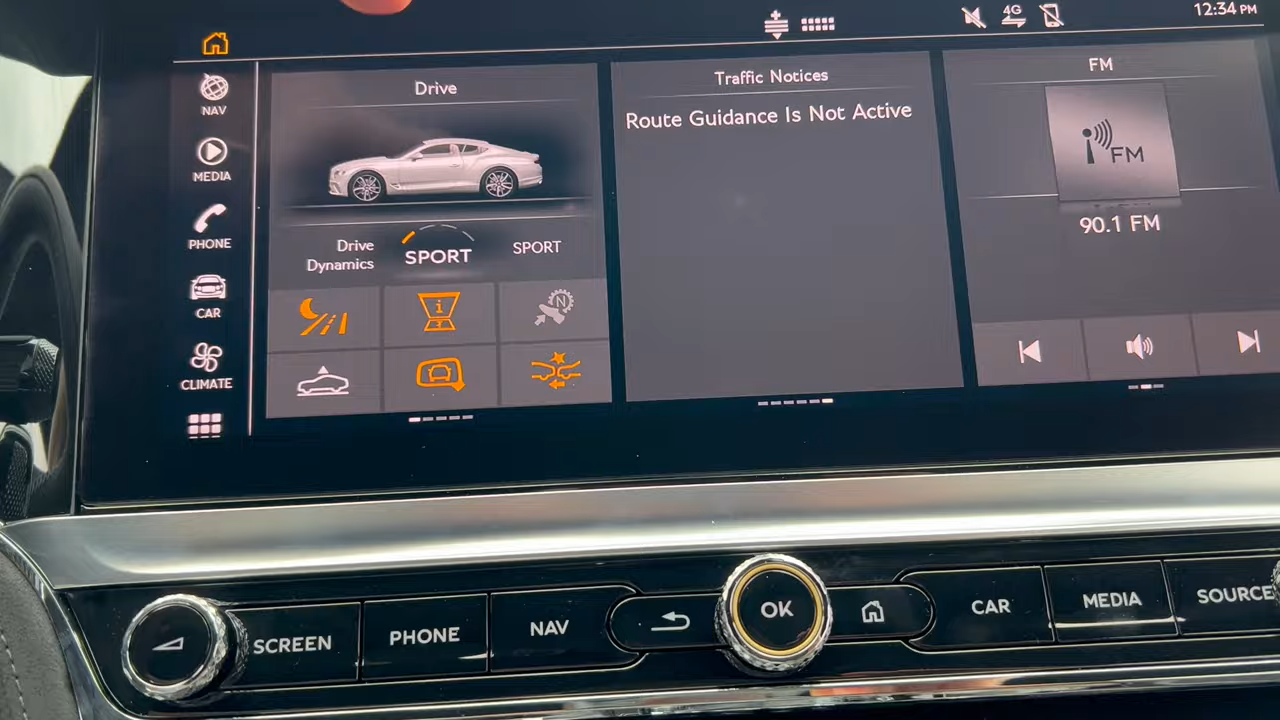 4G
12:34 PM
NAV
MEDIA
PHONE
CAR
CLIMATE
Drive
Drive
Dynamics
SPORT
SPORT
i
N
Traffic Notices
Route Guidance Is Not Active
FM
FM
90.1 FM
SCREEN
PHONE
NAV
OK
CAR
MEDIA
SOURCE